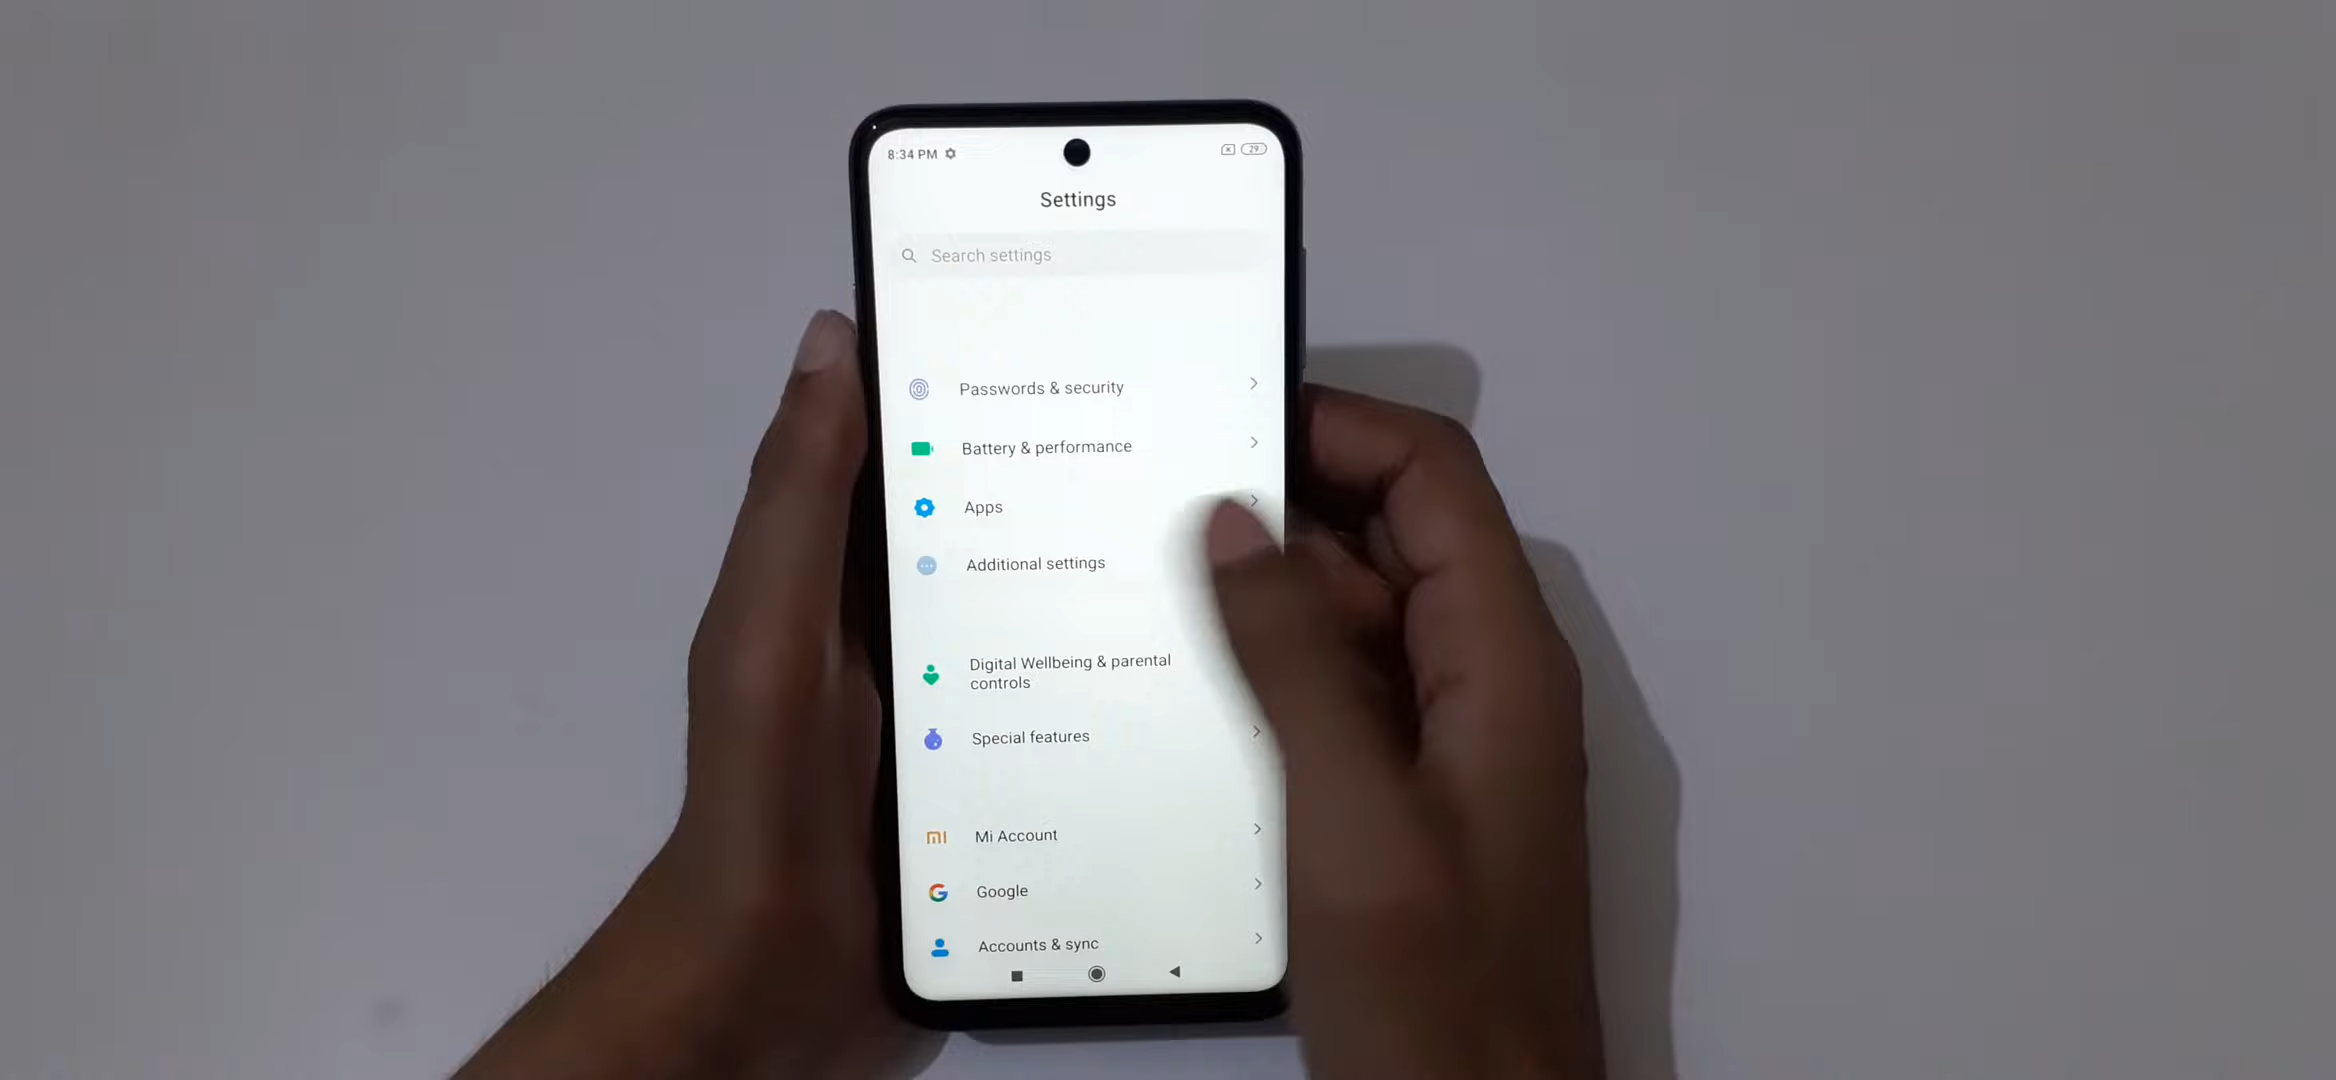 8:34 PM
29
Settings
Search settings
Passwords & security
Battery & performance
Apps
Additional settings
Digital Wellbeing & parental
controls
Special features
Mi Account
Google
Accounts & sync